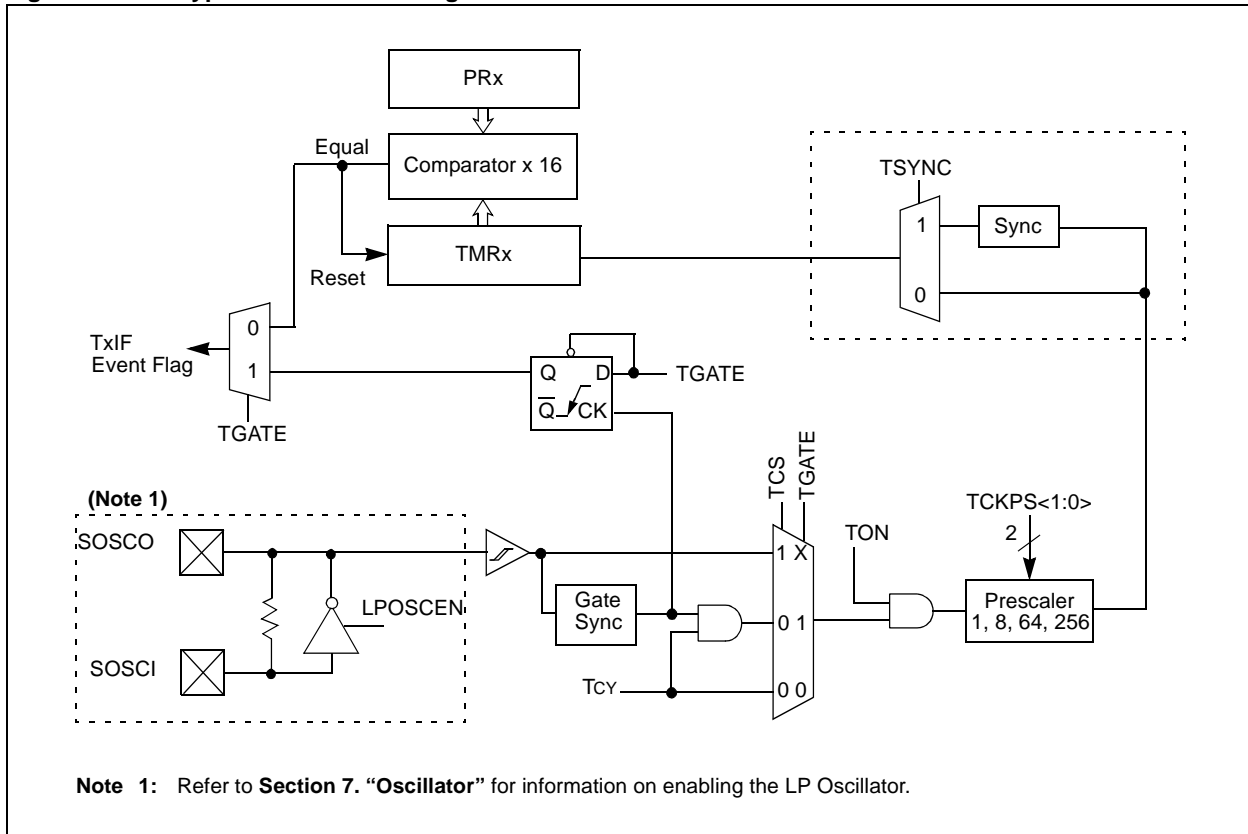 PRx
Equal
Comparator x 16
TSYNC
1
Sync
TMRx
Reset
0
0
TxIF
Event Flag
1
Q
D
TGATE
Q
CK
TGATE
TCS
TGATE
(Note 1)
TCKPS<1:0>
SOSCO
2
TON
1 X
LPOSCEN
Gate
Sync
0 1
Prescaler
1, 8, 64, 256
SOSCI
TCY
0 0
Note 1: Refer to Section 7. “Oscillator” for information on enabling the LP Oscillator.